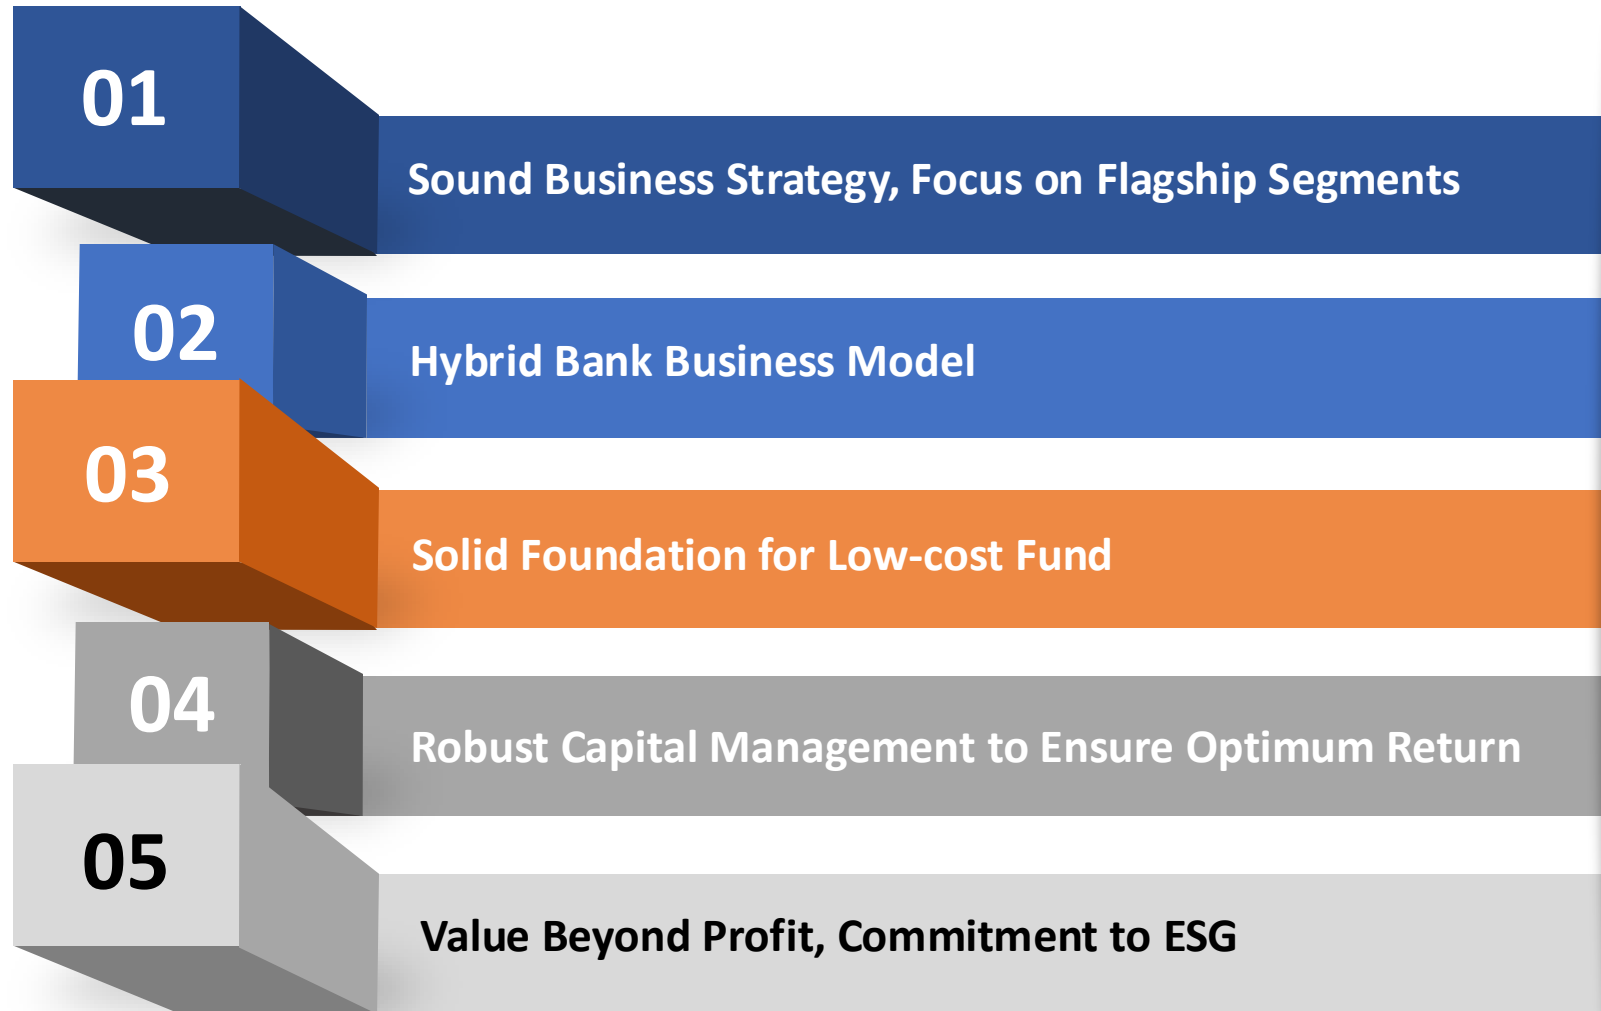 01
Sound Business Strategy, Focus on Flagship Segments
02
Hybrid Bank Business Model
03
Solid Foundation for Low-cost Fund
04
Robust Capital Management to Ensure Optimum Return
05
Value Beyond Profit, Commitment to ESG